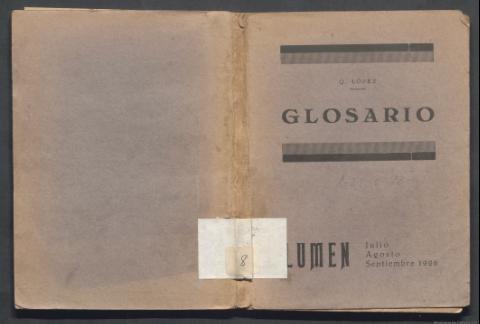 G. LÓPEZ
GLOSARIO
LUMEN
Julio
Agosto
Septiembre 1926
8